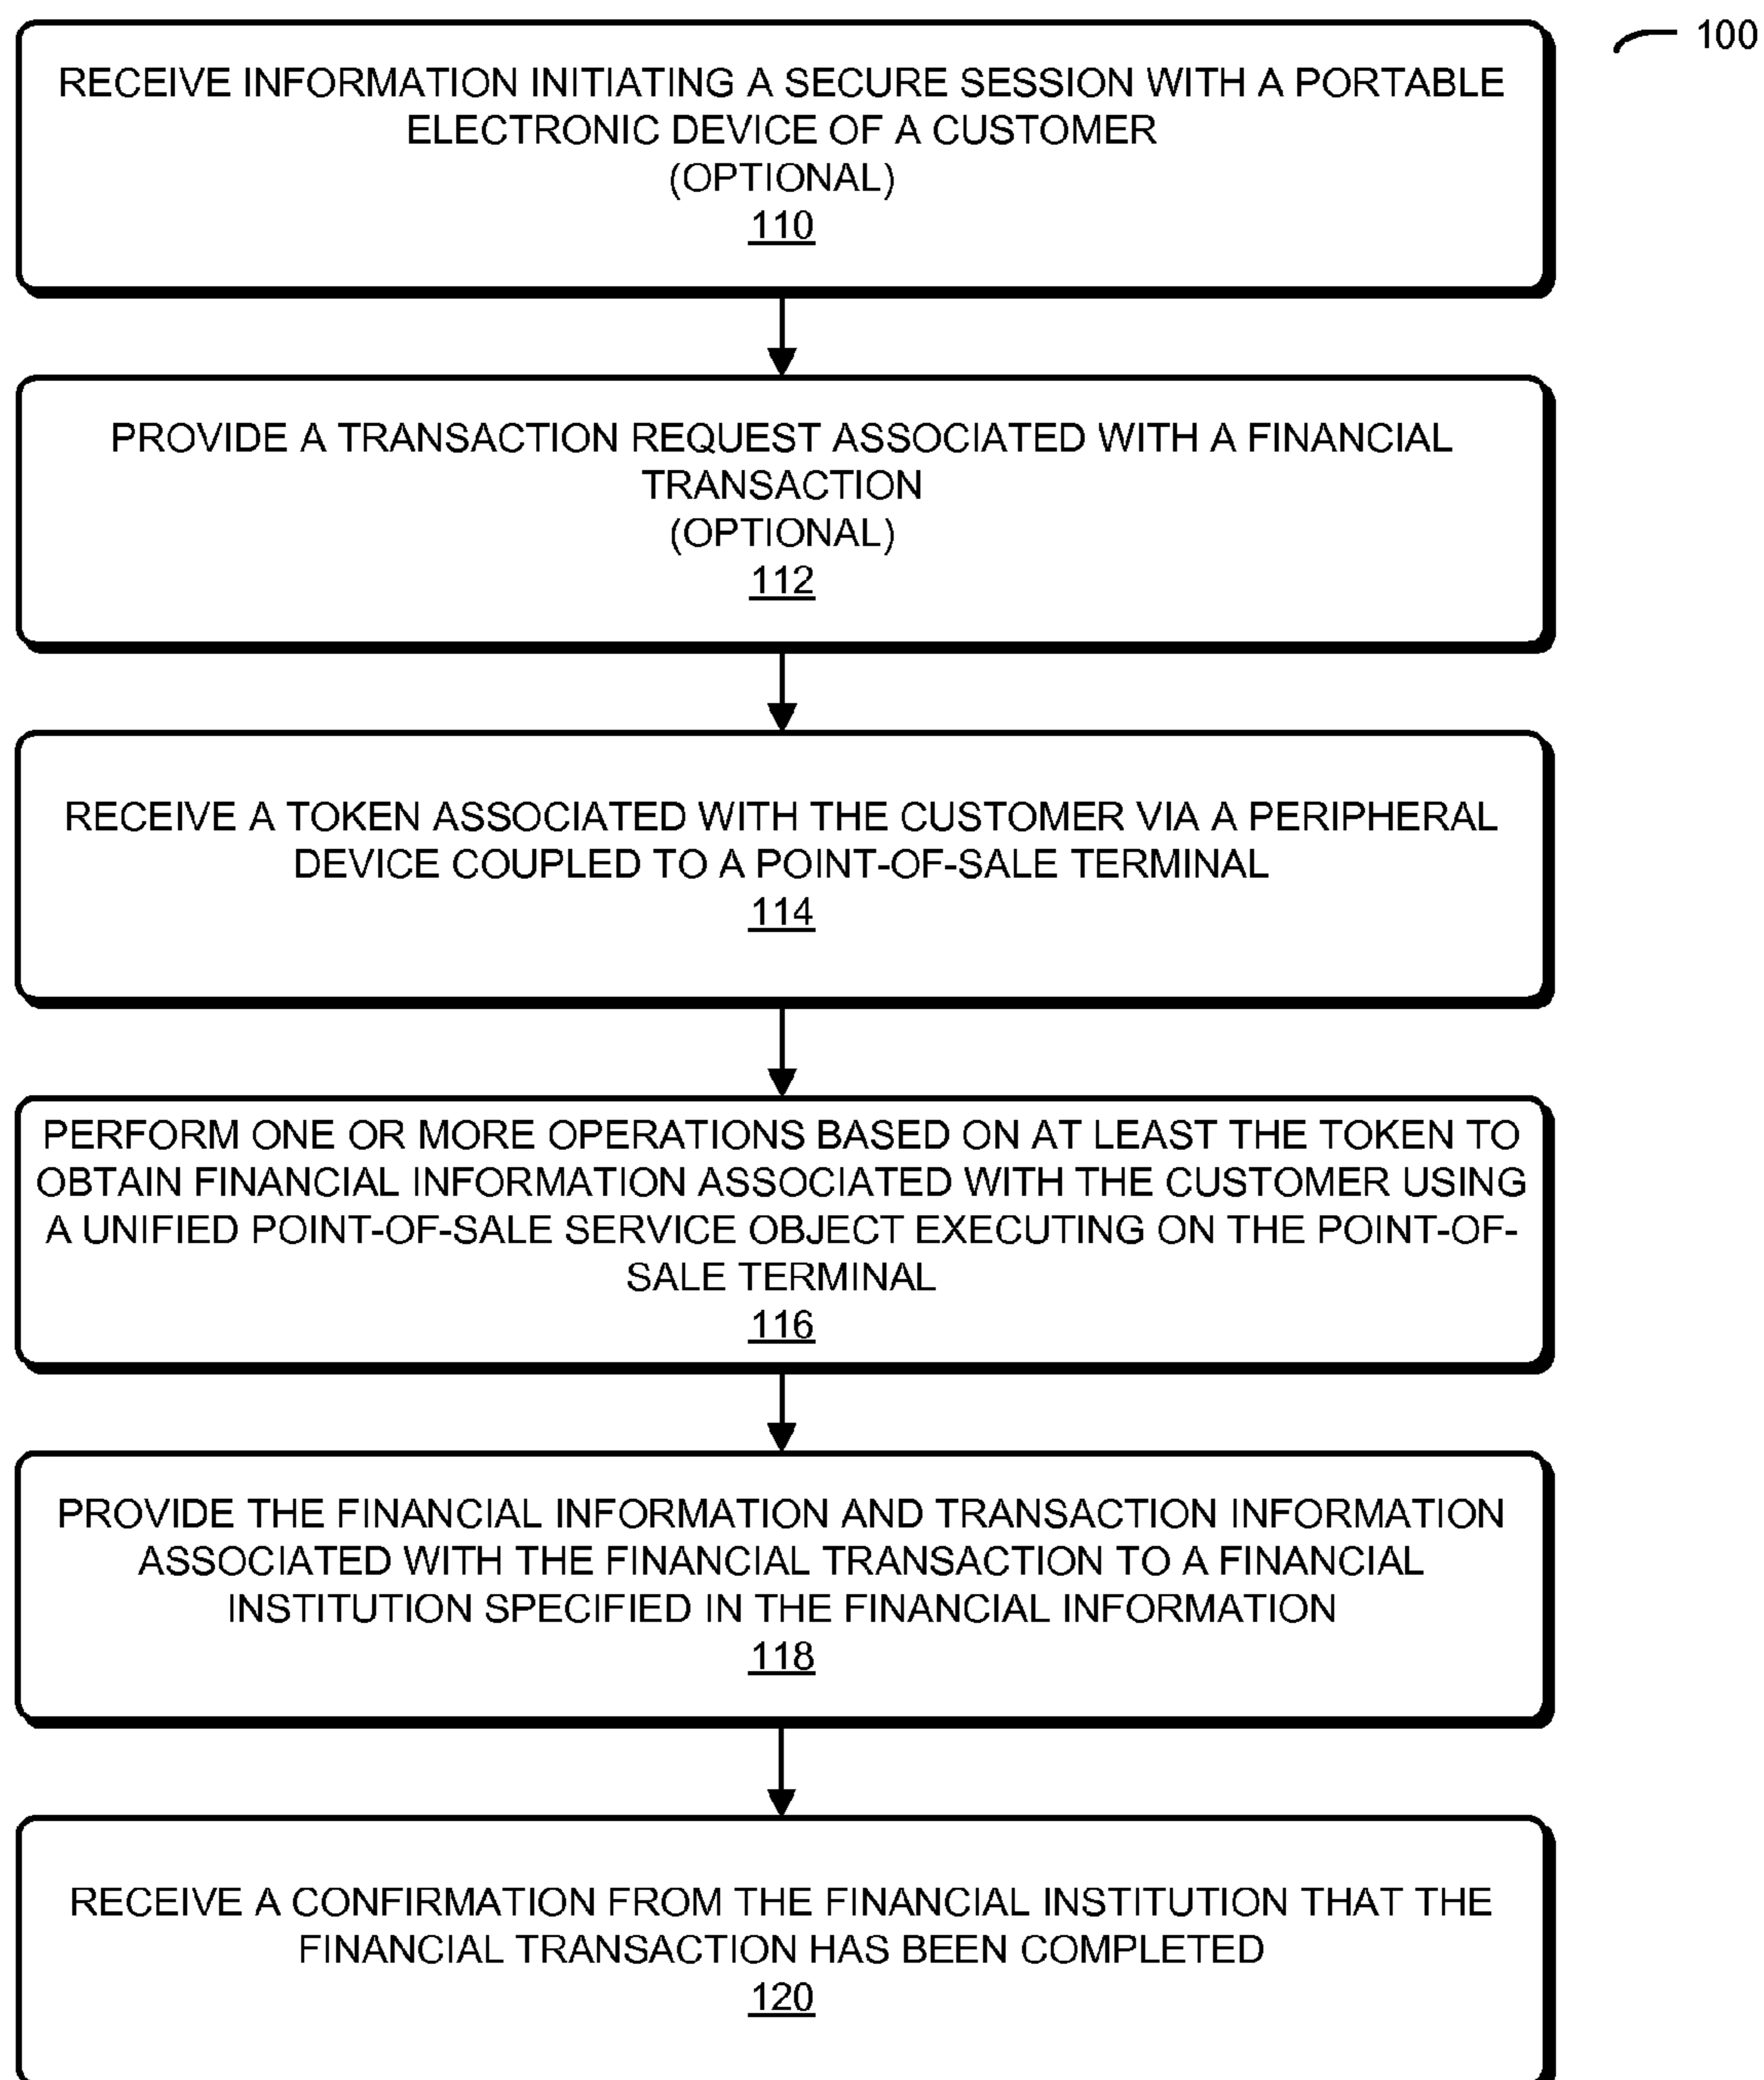 100
RECEIVE INFORMATION INITIATING A SECURE SESSION WITH A PORTABLE
ELECTRONIC DEVICE OF A CUSTOMER
(OPTIONAL)
110
PROVIDE A TRANSACTION REQUEST ASSOCIATED WITH A FINANCIAL
TRANSACTION
(OPTIONAL)
112
RECEIVE A TOKEN ASSOCIATED WITH THE CUSTOMER VIA A PERIPHERAL
DEVICE COUPLED TO A POINT-OF-SALE TERMINAL
114
PERFORM ONE OR MORE OPERATIONS BASED ON AT LEAST THE TOKEN TO
OBTAIN FINANCIAL INFORMATION ASSOCIATED WITH THE CUSTOMER USING
A UNIFIED POINT-OF-SALE SERVICE OBJECT EXECUTING ON THE POINT-OF-
SALE TERMINAL
116
PROVIDE THE FINANCIAL INFORMATION AND TRANSACTION INFORMATION
ASSOCIATED WITH THE FINANCIAL TRANSACTION TO A FINANCIAL
INSTITUTION SPECIFIED IN THE FINANCIAL INFORMATION
118
RECEIVE A CONFIRMATION FROM THE FINANCIAL INSTITUTION THAT THE
FINANCIAL TRANSACTION HAS BEEN COMPLETED
120